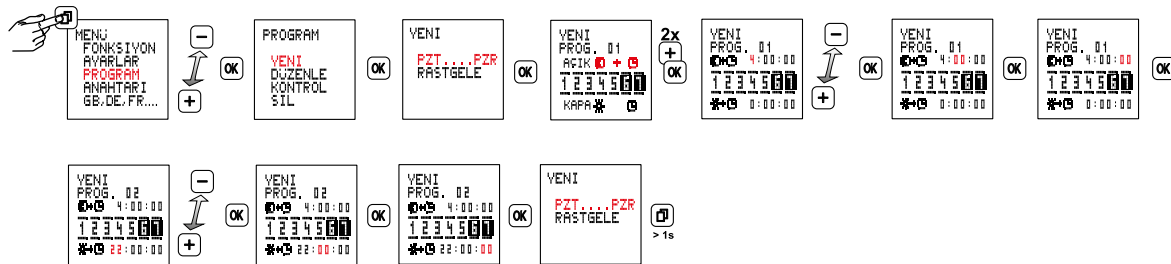 MENÜ
FONKSIYON
AYARLAR
PROGRAM
ANAHTARI
GB,DE,FR....
−
+
OK
PROGRAM
YENI
DÜZENLE
KONTROL
SIL
OK
YENI
PZT....PZR
RASTGELE
OK
YENI
PROG. 01
AÇIK +
1 2 3 4 5 6 7
KAPA
2x
+
OK
YENI
PROG. 01
+ 4:00:00
1 2 3 4 5 6 7
+ 0:00:00
−
+
OK
YENI
PROG. 01
+ 4:00:00
1 2 3 4 5 6 7
+ 0:00:00
OK
YENI
PROG. 01
+ 4:00:00
1 2 3 4 5 6 7
+ 0:00:00
OK
YENI
PROG. 02
+ 4:00:00
1 2 3 4 5 6 7
+ 22:00:00
−
+
OK
YENI
PROG. 02
+ 4:00:00
1 2 3 4 5 6 7
+ 22:00:00
OK
YENI
PROG. 02
+ 4:00:00
1 2 3 4 5 6 7
+ 22:00:00
OK
YENI
PZT....PZR
RASTGELE
> 1s